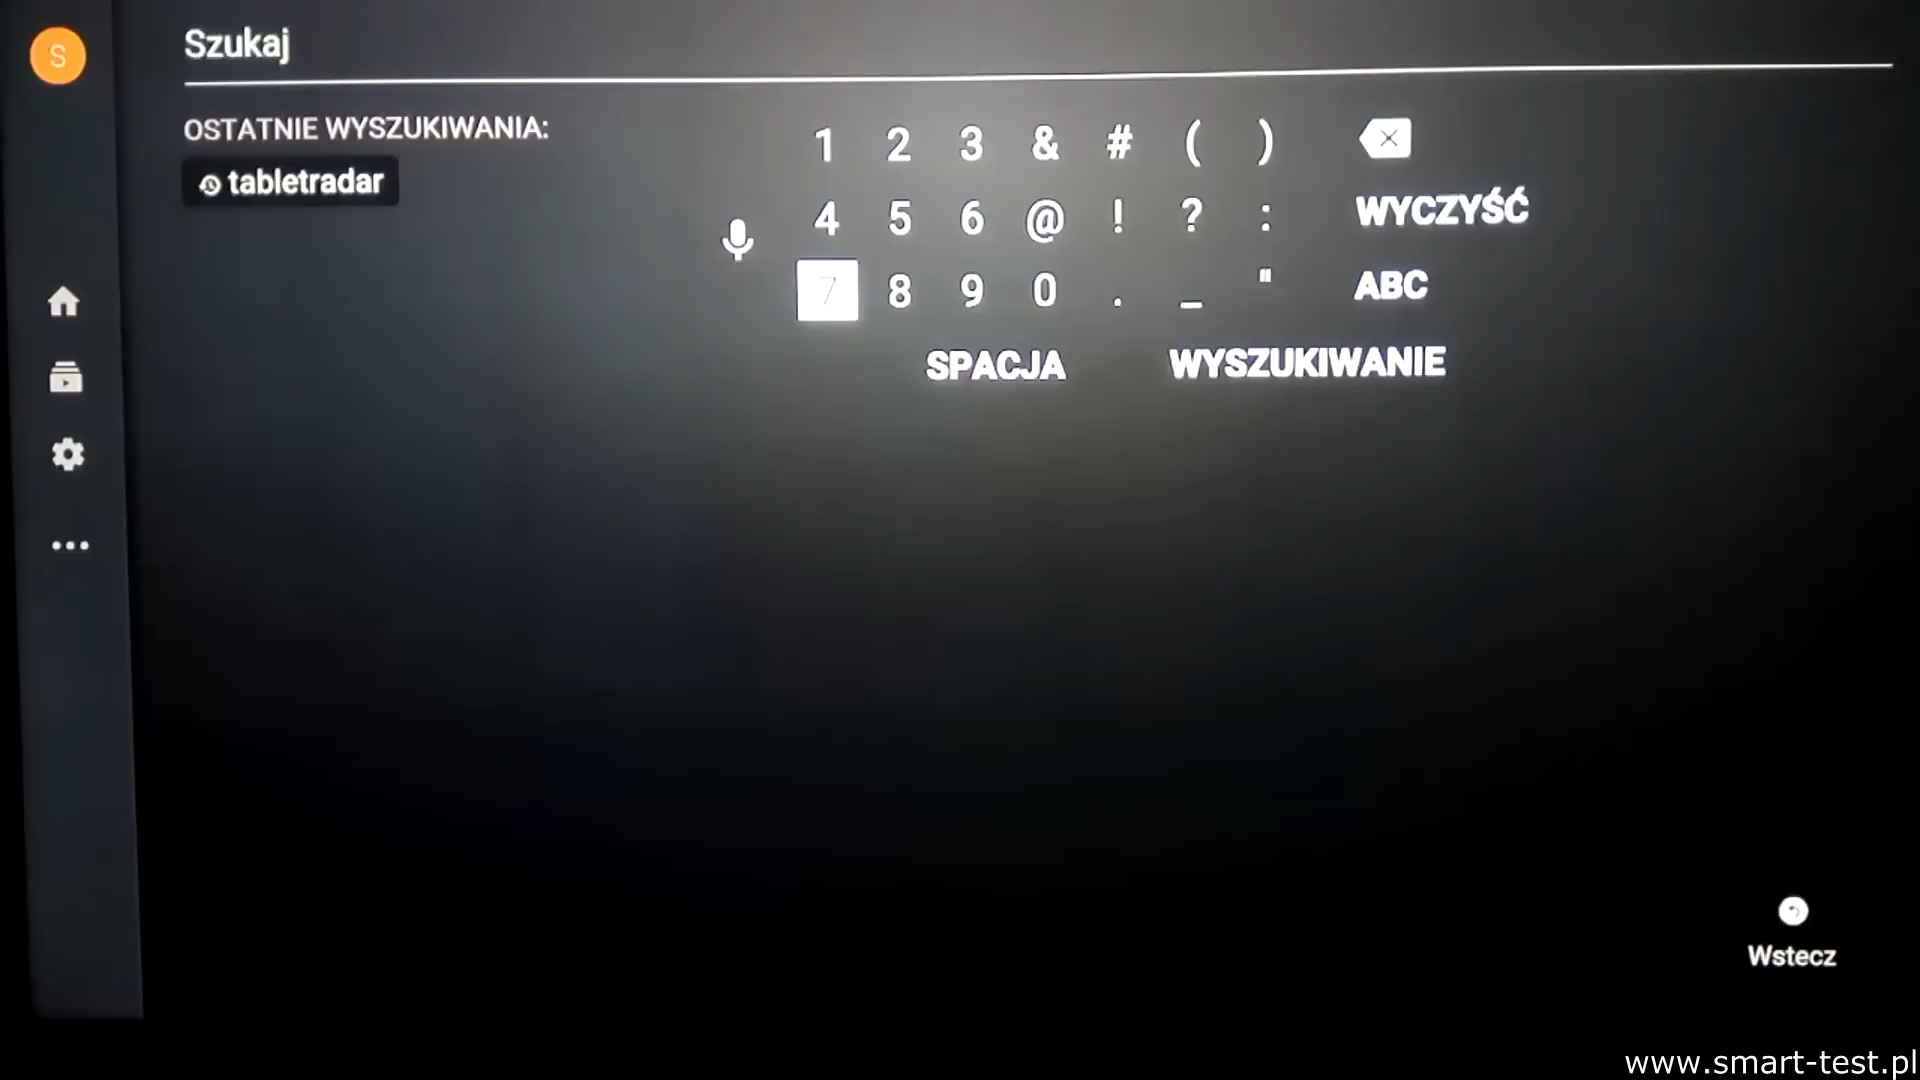 S
Szukaj
OSTATNIE WYSZUKIWANIA:
tabletradar
1 2 3 & # ( )
4 5 6 @ ! ? : WYCZYŚĆ
7 8 9 0 . _ " ABC
SPACJA WYSZUKIWANIE
Wstecz
www.smart-test.pl